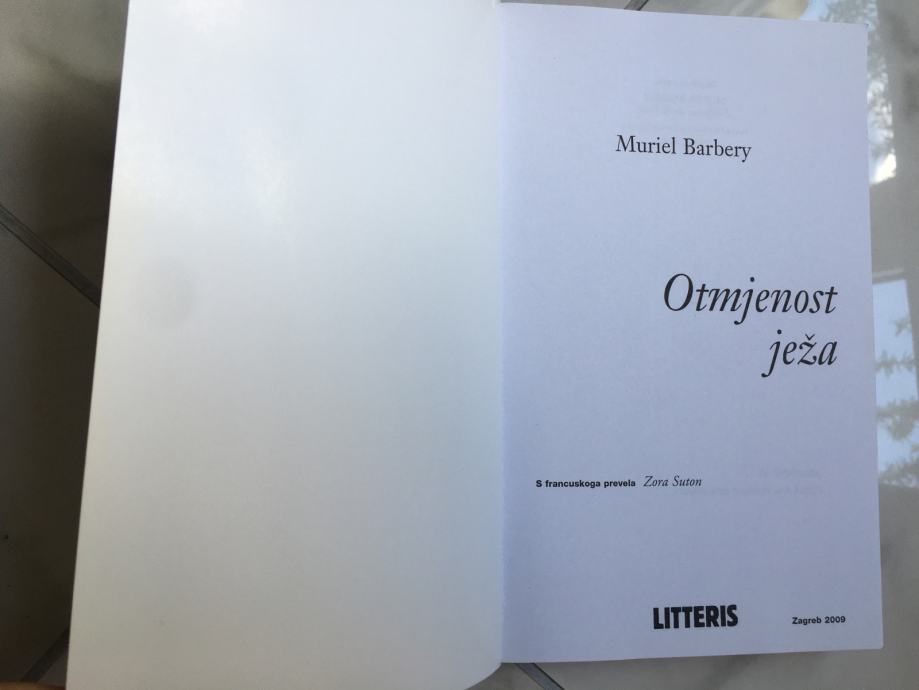 Muriel Barbery
Otmjenost
ježa
S francuskoga prevela Zora Suton
LITTERIS
Zagreb 2009